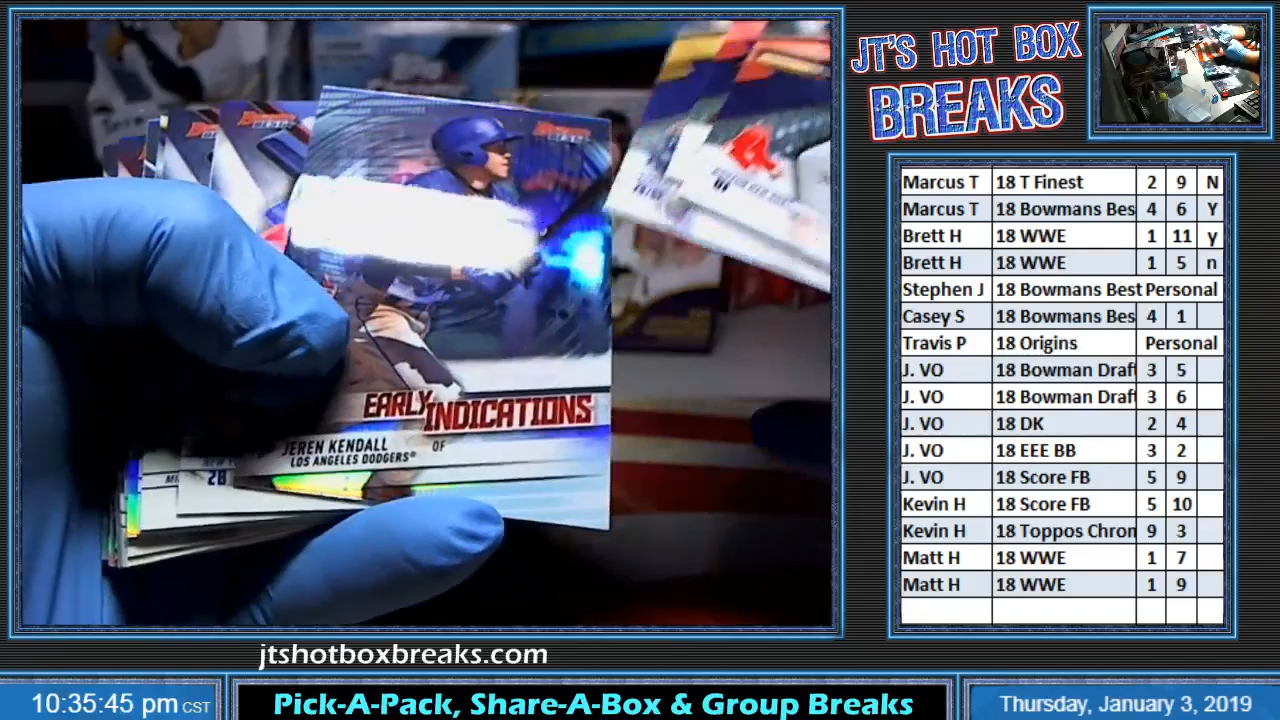 JT'S HOT BOX
BREAKS
BOWMAN'S
BEST
EARLY INDICATIONS
JEREN KENDALL OF
LOS ANGELES DODGERS®
28
Marcus T 18 T Finest 2 9 N
Marcus T 18 Bowmans Bes 4 6 Y
Brett H 18 WWE 1 11 y
Brett H 18 WWE 1 5 n
Stephen J 18 Bowmans Best Personal
Casey S 18 Bowmans Bes 4 1
Travis P 18 Origins Personal
J. VO 18 Bowman Draft 3 5
J. VO 18 Bowman Draft 3 6
J. VO 18 DK 2 4
J. VO 18 EEE BB 3 2
J. VO 18 Score FB 5 9
Kevin H 18 Score FB 5 10
Kevin H 18 Toppos Chron 9 3
Matt H 18 WWE 1 7
Matt H 18 WWE 1 9
jtshotboxbreaks.com
10:35:45 pm CST
Pick-A-Pack, Share-A-Box & Group Breaks
Thursday, January 3, 2019